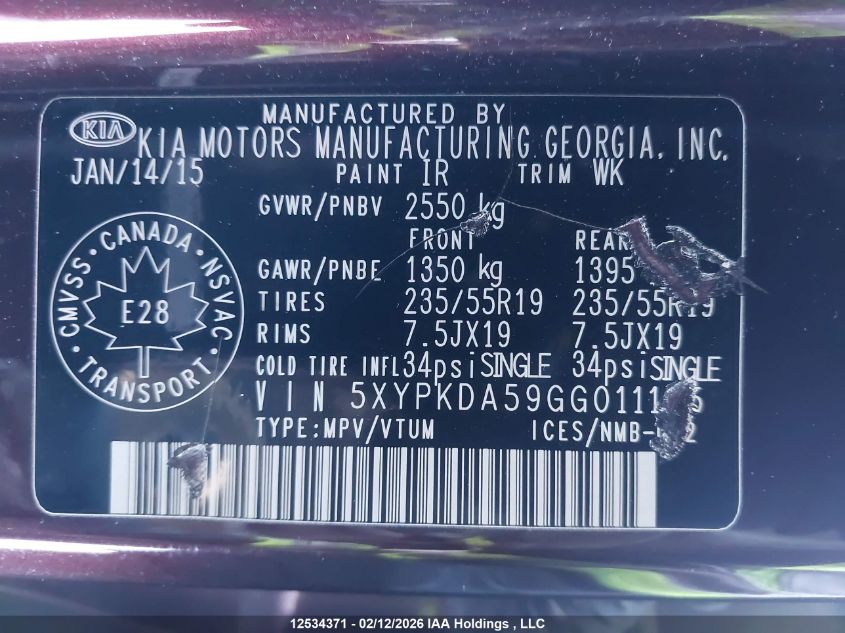 MANUFACTURED BY
KIA KIA MOTORS MANUFACTURING GEORGIA, INC.
JAN/14/15 PAINT IR TRIM WK
GVWR/PNBV 2550 kg
FRONT REAR
GAWR/PNBE 1350 kg 1395
TIRES 235/55R19 235/55R19
RIMS 7.5JX19 7.5JX19
COLD TIRE INFL 34psi SINGLE 34psi SINGLE
VIN
TYPE:MPV/VTUM
CMVSS • CANADA • NSVAC • TRANSPORT •
E28
12534371 - 02/12/2026 IAA Holdings , LLC